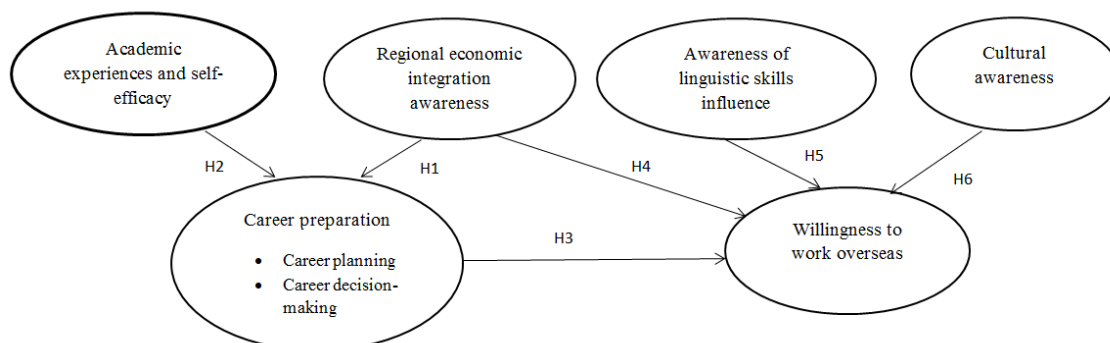 Academic
experiences and self-
efficacy
Regional economic
integration
awareness
Awareness of
linguistic skills
influence
Cultural
awareness
H2
H1
H4
H5
H6
Career preparation
• Career planning
• Career decision-
making
H3
Willingness to
work overseas